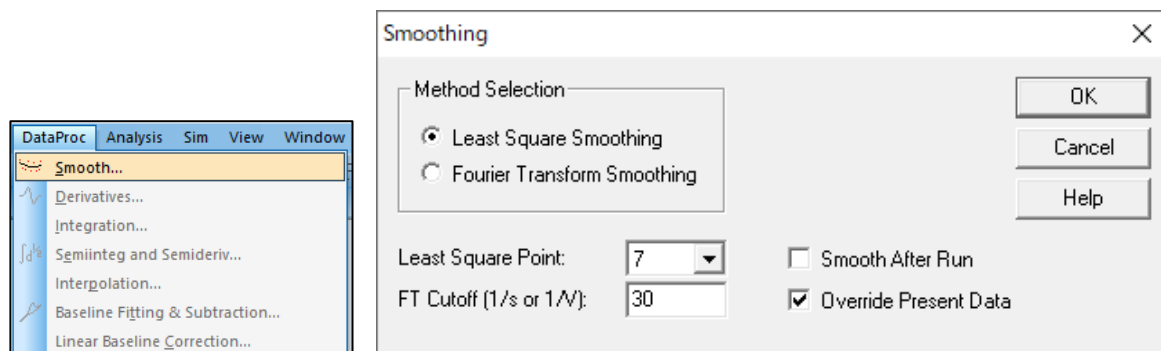 DataProc Analysis Sim View Window
Smooth...
Derivatives...
Integration...
Semiinteg and Semideriv...
Interpolation...
Baseline Fitting & Subtraction...
Linear Baseline Correction...
Smoothing
Method Selection
Least Square Smoothing
Fourier Transform Smoothing
OK
Cancel
Help
Least Square Point: 7
Smooth After Run
FT Cutoff (1/s or 1/V): 30
Override Present Data